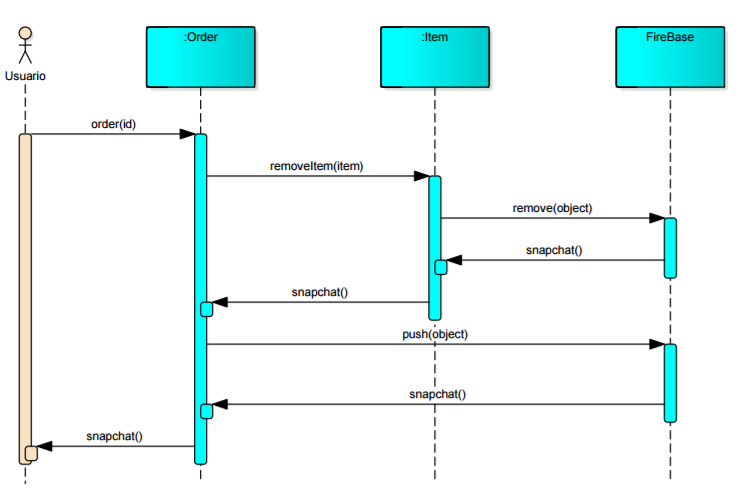 :Order
:Item
FireBase
Usuario
order(id)
removeItem(item)
remove(object)
snapchat()
snapchat()
push(object)
snapchat()
snapchat()